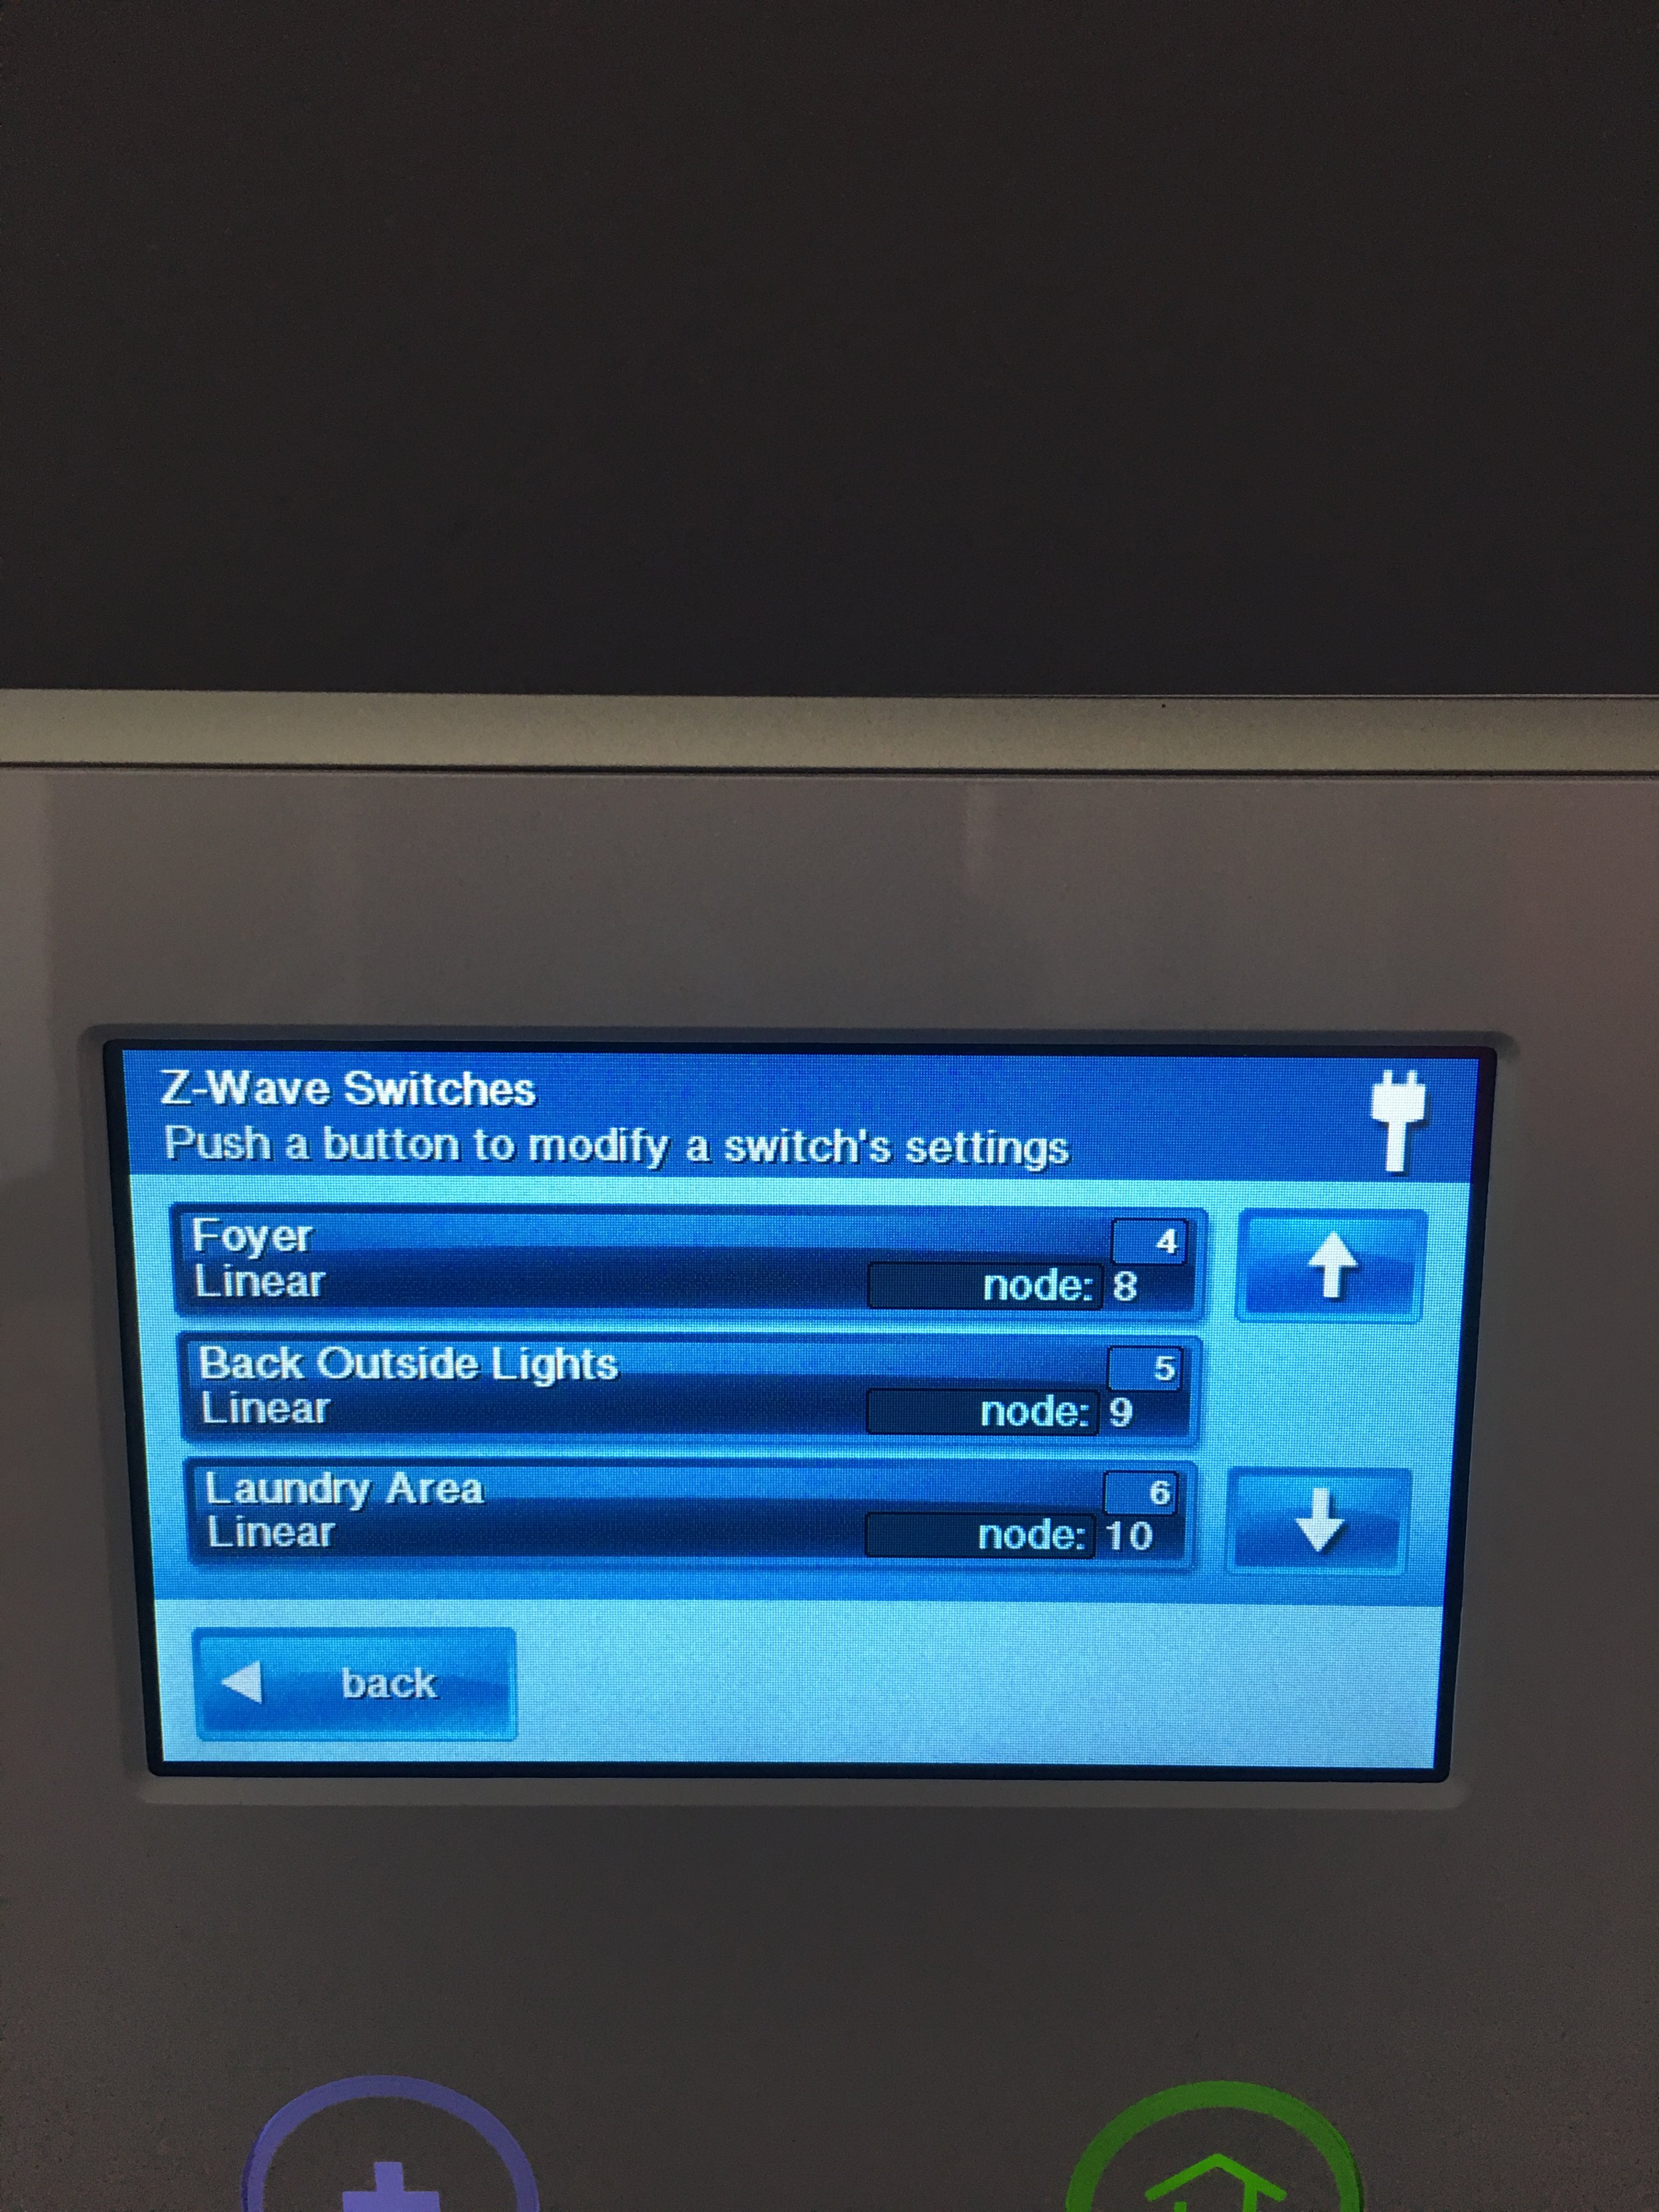 Z-Wave Switches
Push a button to modify a switch's settings
Foyer 4
Linear node: 8
Back Outside Lights 5
Linear node: 9
Laundry Area 6
Linear node: 10
back